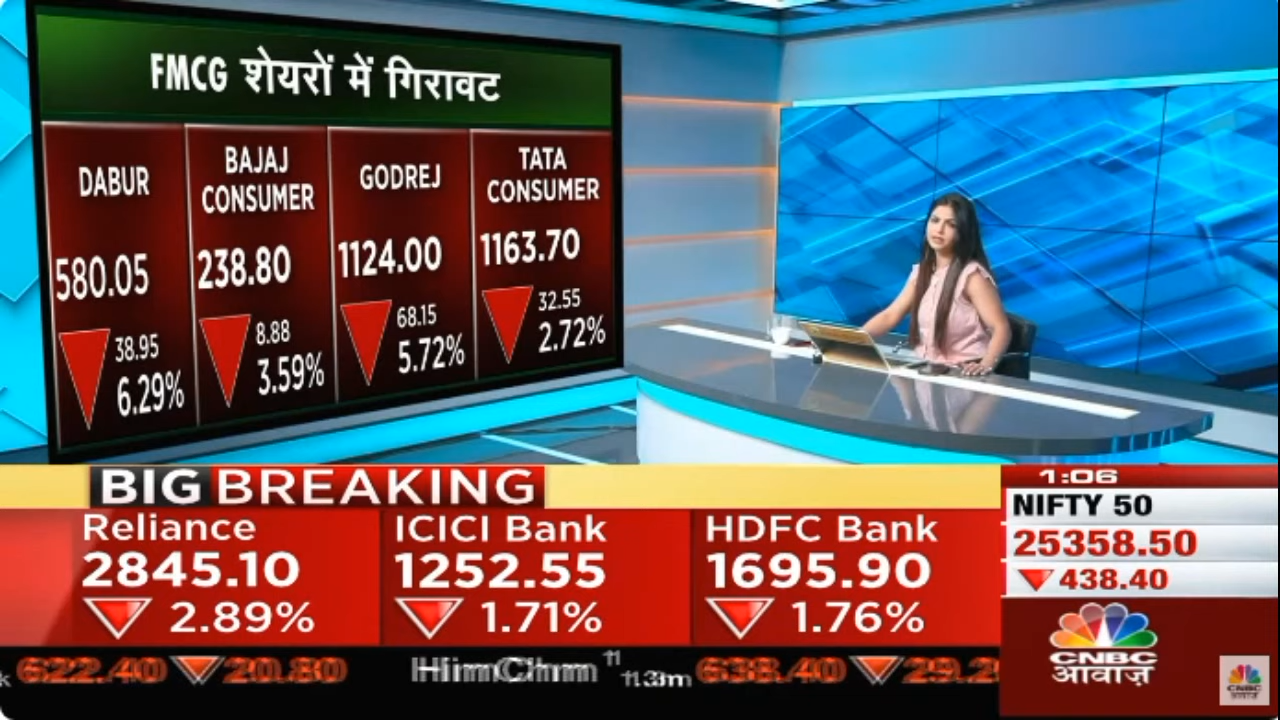 FMCG शेयरों में गिरावट
DABUR
580.05
38.95
6.29%
BAJAJ
CONSUMER
238.80
8.88
3.59%
GODREJ
1124.00
68.15
5.72%
TATA
CONSUMER
1163.70
32.55
2.72%
BIG BREAKING
Reliance
2845.10
2.89%
ICICI Bank
1252.55
1.71%
HDFC Bank
1695.90
1.76%
1:06
NIFTY 50
25358.50
438.40
CNBC
आवाज़
622.40 20.80 HimChm 638.40
CNBC
आवाज़